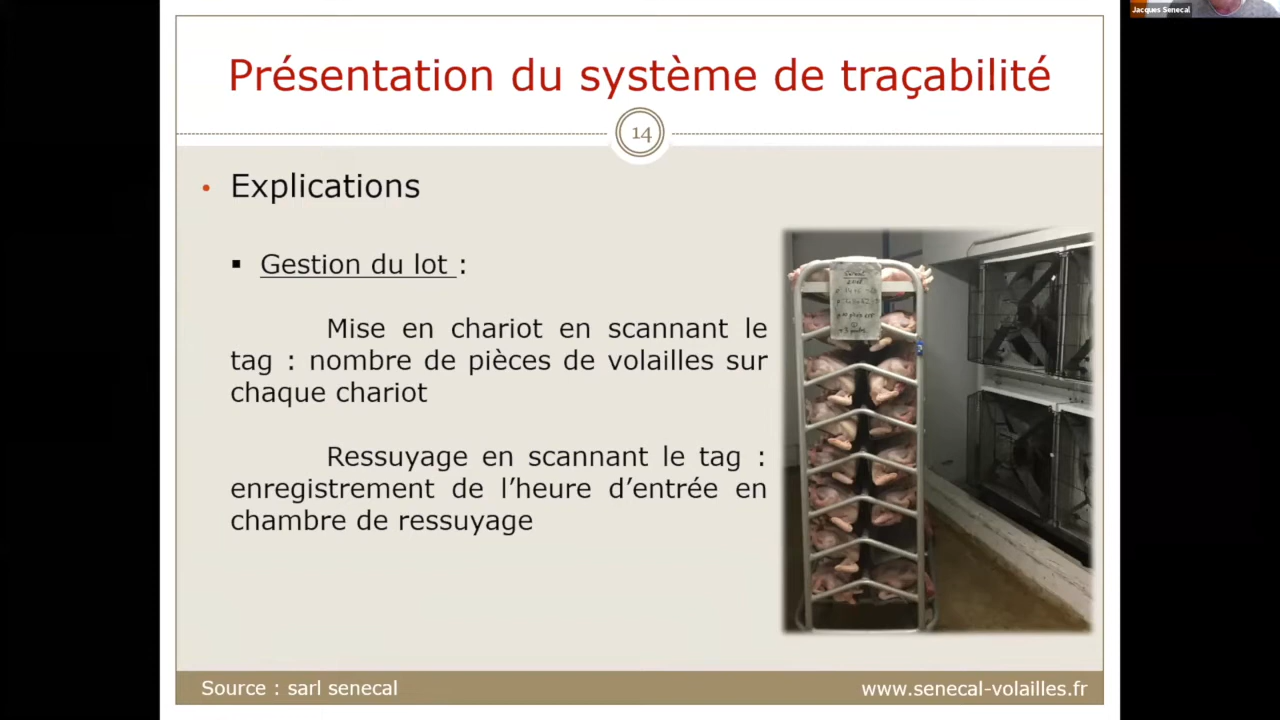 Jacques Senecal
Présentation du système de traçabilité
14
• Explications
▪ Gestion du lot :
Mise en chariot en scannant le
tag : nombre de pièces de volailles sur
chaque chariot
Ressuyage en scannant le tag :
enregistrement de l’heure d’entrée en
chambre de ressuyage
Source : sarl senecal
www.senecal-volailles.fr